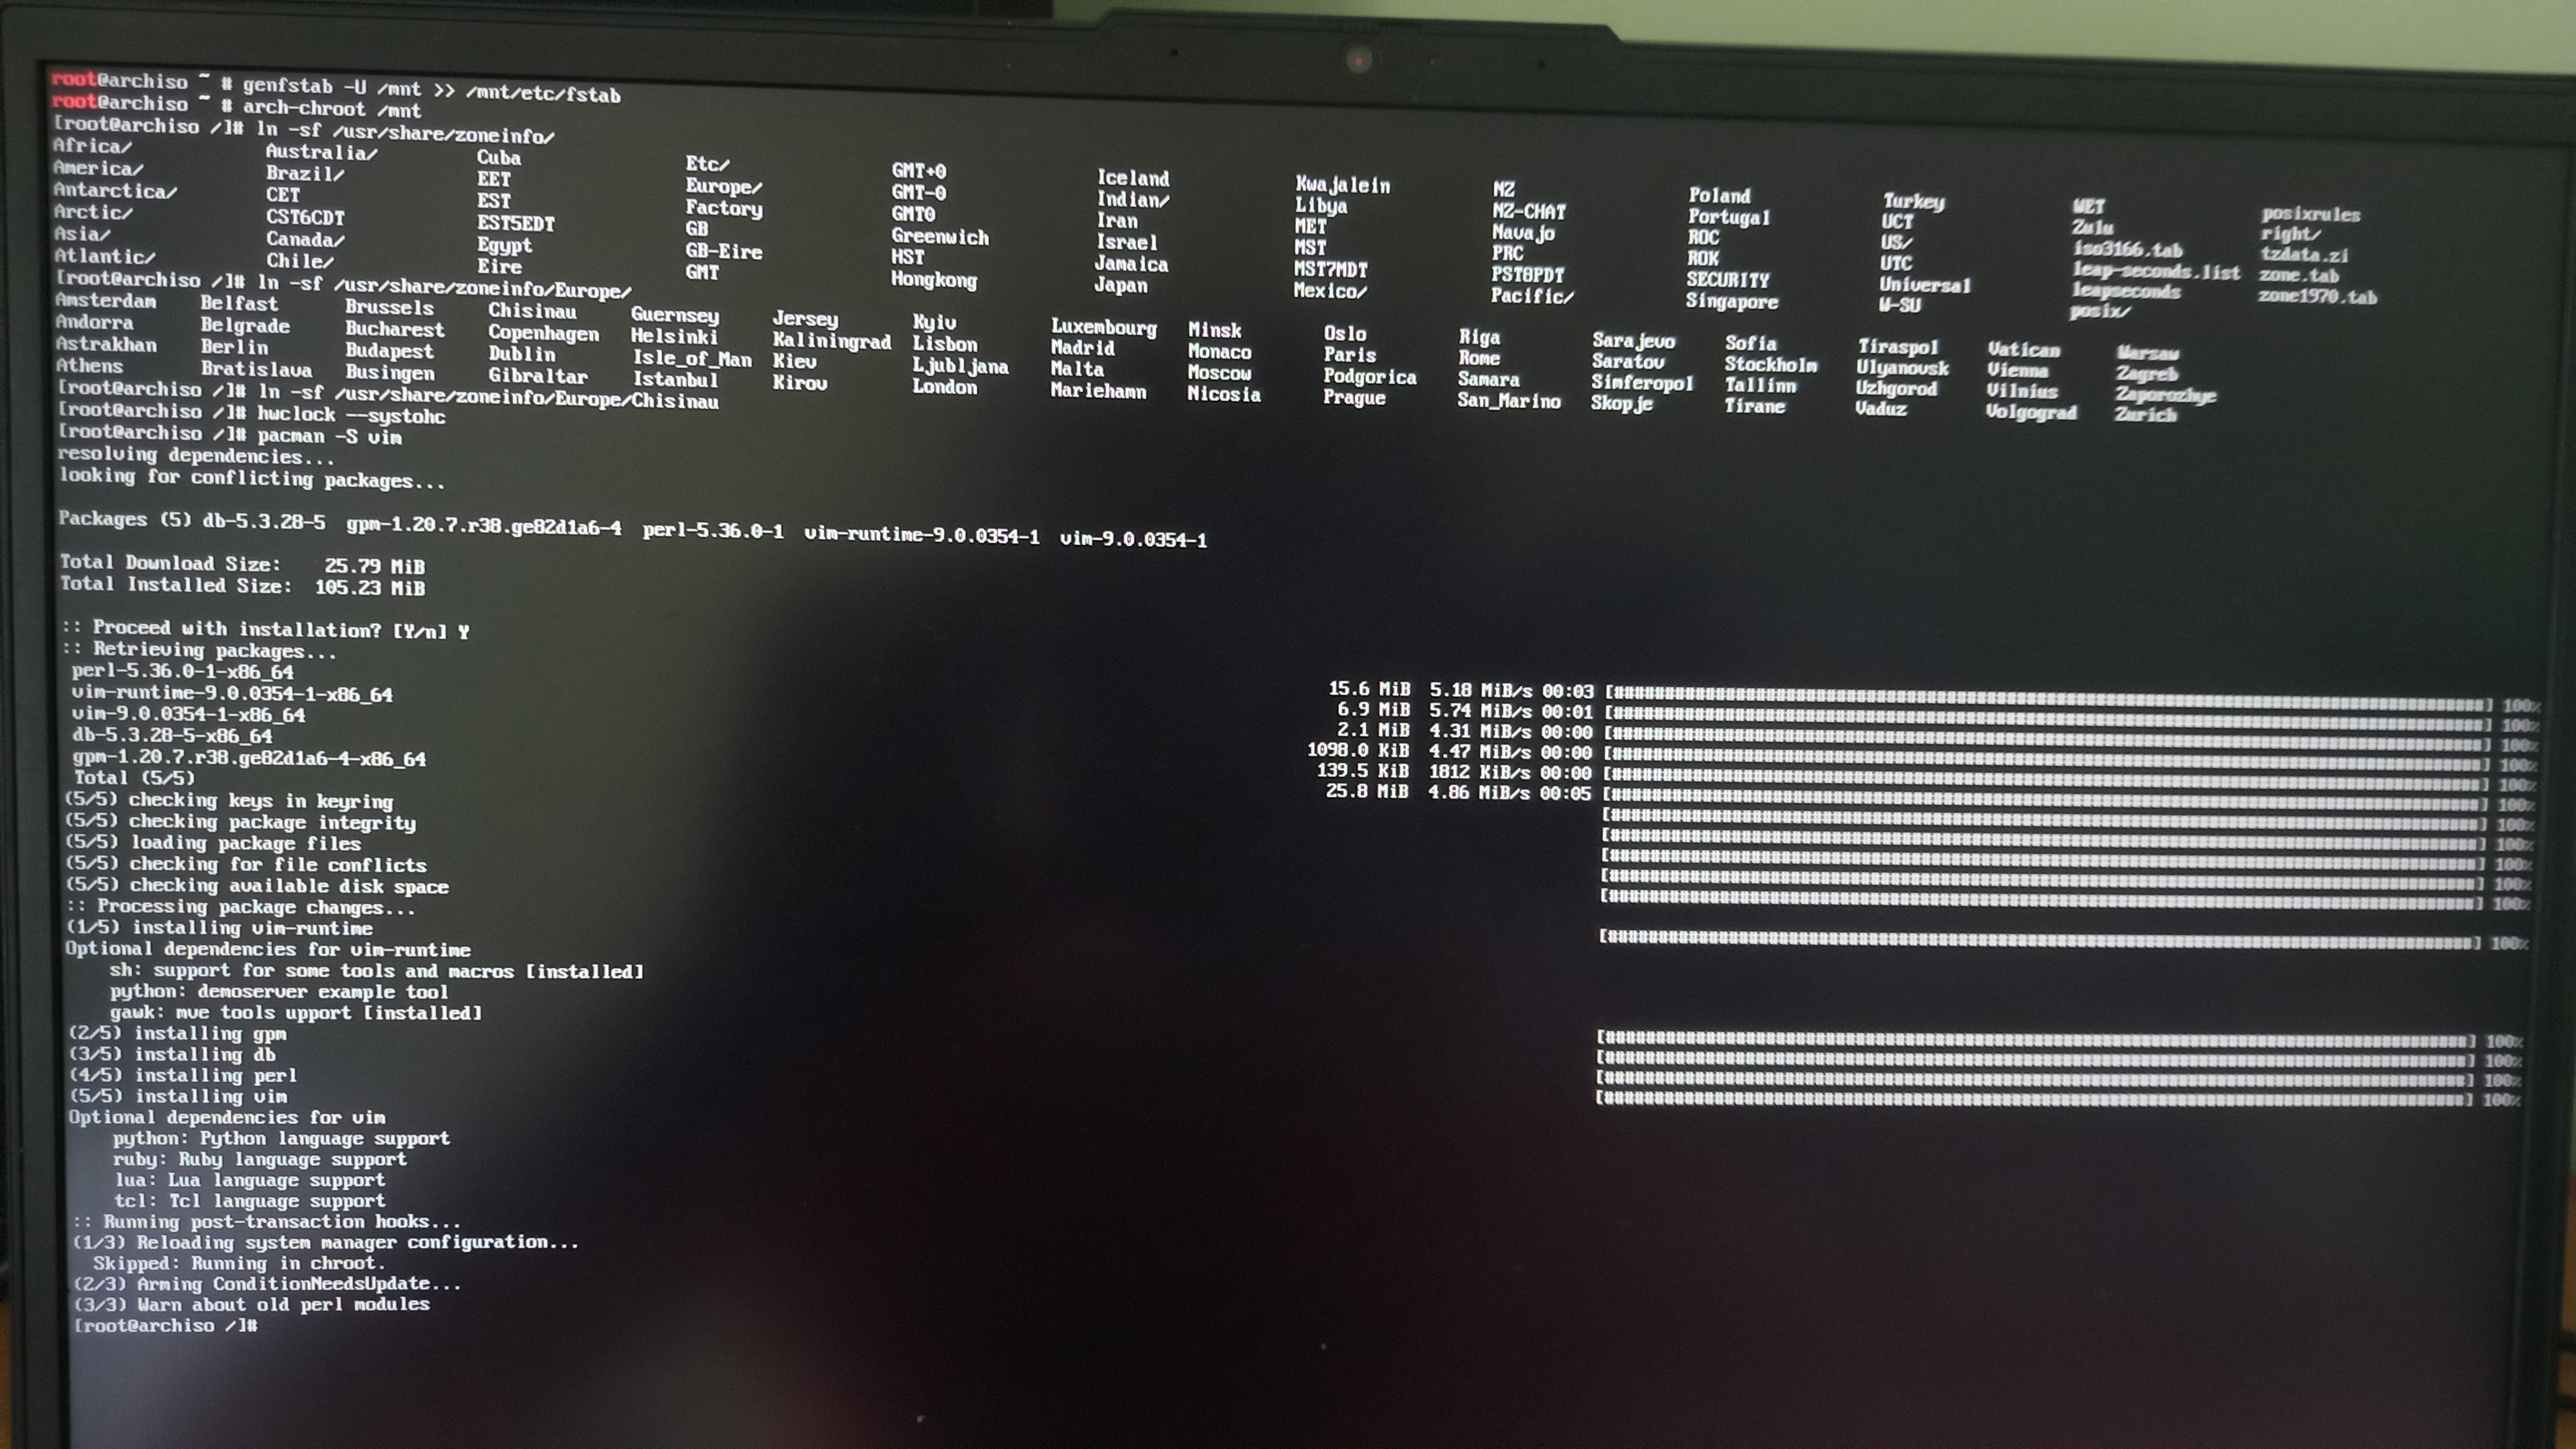 root@archiso ~ # genfstab -U /mnt >> /mnt/etc/fstab
root@archiso ~ # arch-chroot /mnt
[root@archiso /]# ln -sf /usr/share/zoneinfo/
Africa/ Australia/ Cuba Etc/ GMT+0 Iceland Kwajalein NZ Poland Turkey WET posixrules
America/ Brazil/ EET Europe/ GMT-0 Indian/ Libya NZ-CHAT Portugal UCT Zulu right/
Antarctica/ CET EST Factory GMT0 Iran MET Navajo ROC US/ iso3166.tab tzdata.zi
Arctic/ CST6CDT EST5EDT GB Greenwich Israel MST PRC ROK UTC leap-seconds.list zone.tab
Asia/ Canada/ Egypt GB-Eire HST Jamaica MST7MDT PST8PDT SECURITY Universal leapseconds zone1970.tab
Atlantic/ Chile/ Eire GMT Hongkong Japan Mexico/ Pacific/ Singapore W-SU posix/
[root@archiso /]# ln -sf /usr/share/zoneinfo/Europe/
Amsterdam Belfast Brussels Chisinau Guernsey Jersey Kyiv Luxembourg Minsk Oslo Riga Sarajevo Sofia Tiraspol Vatican Warsaw
Andorra Belgrade Bucharest Copenhagen Helsinki Kaliningrad Lisbon Madrid Monaco Paris Rome Saratov Stockholm Ulyanovsk Vienna Zagreb
Astrakhan Berlin Budapest Dublin Isle_of_Man Kiev Ljubljana Malta Moscow Podgorica Samara Simferopol Tallinn Uzhgorod Vilnius Zaporozhye
Athens Bratislava Busingen Gibraltar Istanbul Kirov London Mariehamn Nicosia Prague San_Marino Skopje Tirane Vaduz Volgograd Zurich
[root@archiso /]# ln -sf /usr/share/zoneinfo/Europe/Chisinau
[root@archiso /]# hwclock --systohc
[root@archiso /]# pacman -S vim
resolving dependencies...
looking for conflicting packages...
Packages (5) db-5.3.28-5 gpm-1.20.7.r38.ge82d1a6-4 perl-5.36.0-1 vim-runtime-9.0.0354-1 vim-9.0.0354-1
Total Download Size: 25.79 MiB
Total Installed Size: 105.23 MiB
:: Proceed with installation? [Y/n] Y
:: Retrieving packages...
perl-5.36.0-1-x86_64 15.6 MiB 5.18 MiB/s 00:03 100%
vim-runtime-9.0.0354-1-x86_64 6.9 MiB 5.74 MiB/s 00:01 100%
vim-9.0.0354-1-x86_64 2.1 MiB 4.31 MiB/s 00:00 100%
db-5.3.28-5-x86_64 1098.0 KiB 4.47 MiB/s 00:00 100%
gpm-1.20.7.r38.ge82d1a6-4-x86_64 139.5 KiB 1812 KiB/s 00:00 100%
Total (5/5) 25.8 MiB 4.86 MiB/s 00:05 100%
(5/5) checking keys in keyring 100%
(5/5) checking package integrity 100%
(5/5) loading package files 100%
(5/5) checking for file conflicts 100%
(5/5) checking available disk space 100%
:: Processing package changes...
(1/5) installing vim-runtime 100%
Optional dependencies for vim-runtime
sh: support for some tools and macros [installed]
python: demoserver example tool
gawk: mve tools upport [installed]
(2/5) installing gpm 100%
(3/5) installing db 100%
(4/5) installing perl 100%
(5/5) installing vim 100%
Optional dependencies for vim
python: Python language support
ruby: Ruby language support
lua: Lua language support
tcl: Tcl language support
:: Running post-transaction hooks...
(1/3) Reloading system manager configuration...
Skipped: Running in chroot.
(2/3) Arming ConditionNeedsUpdate...
(3/3) Warn about old perl modules
[root@archiso /]#